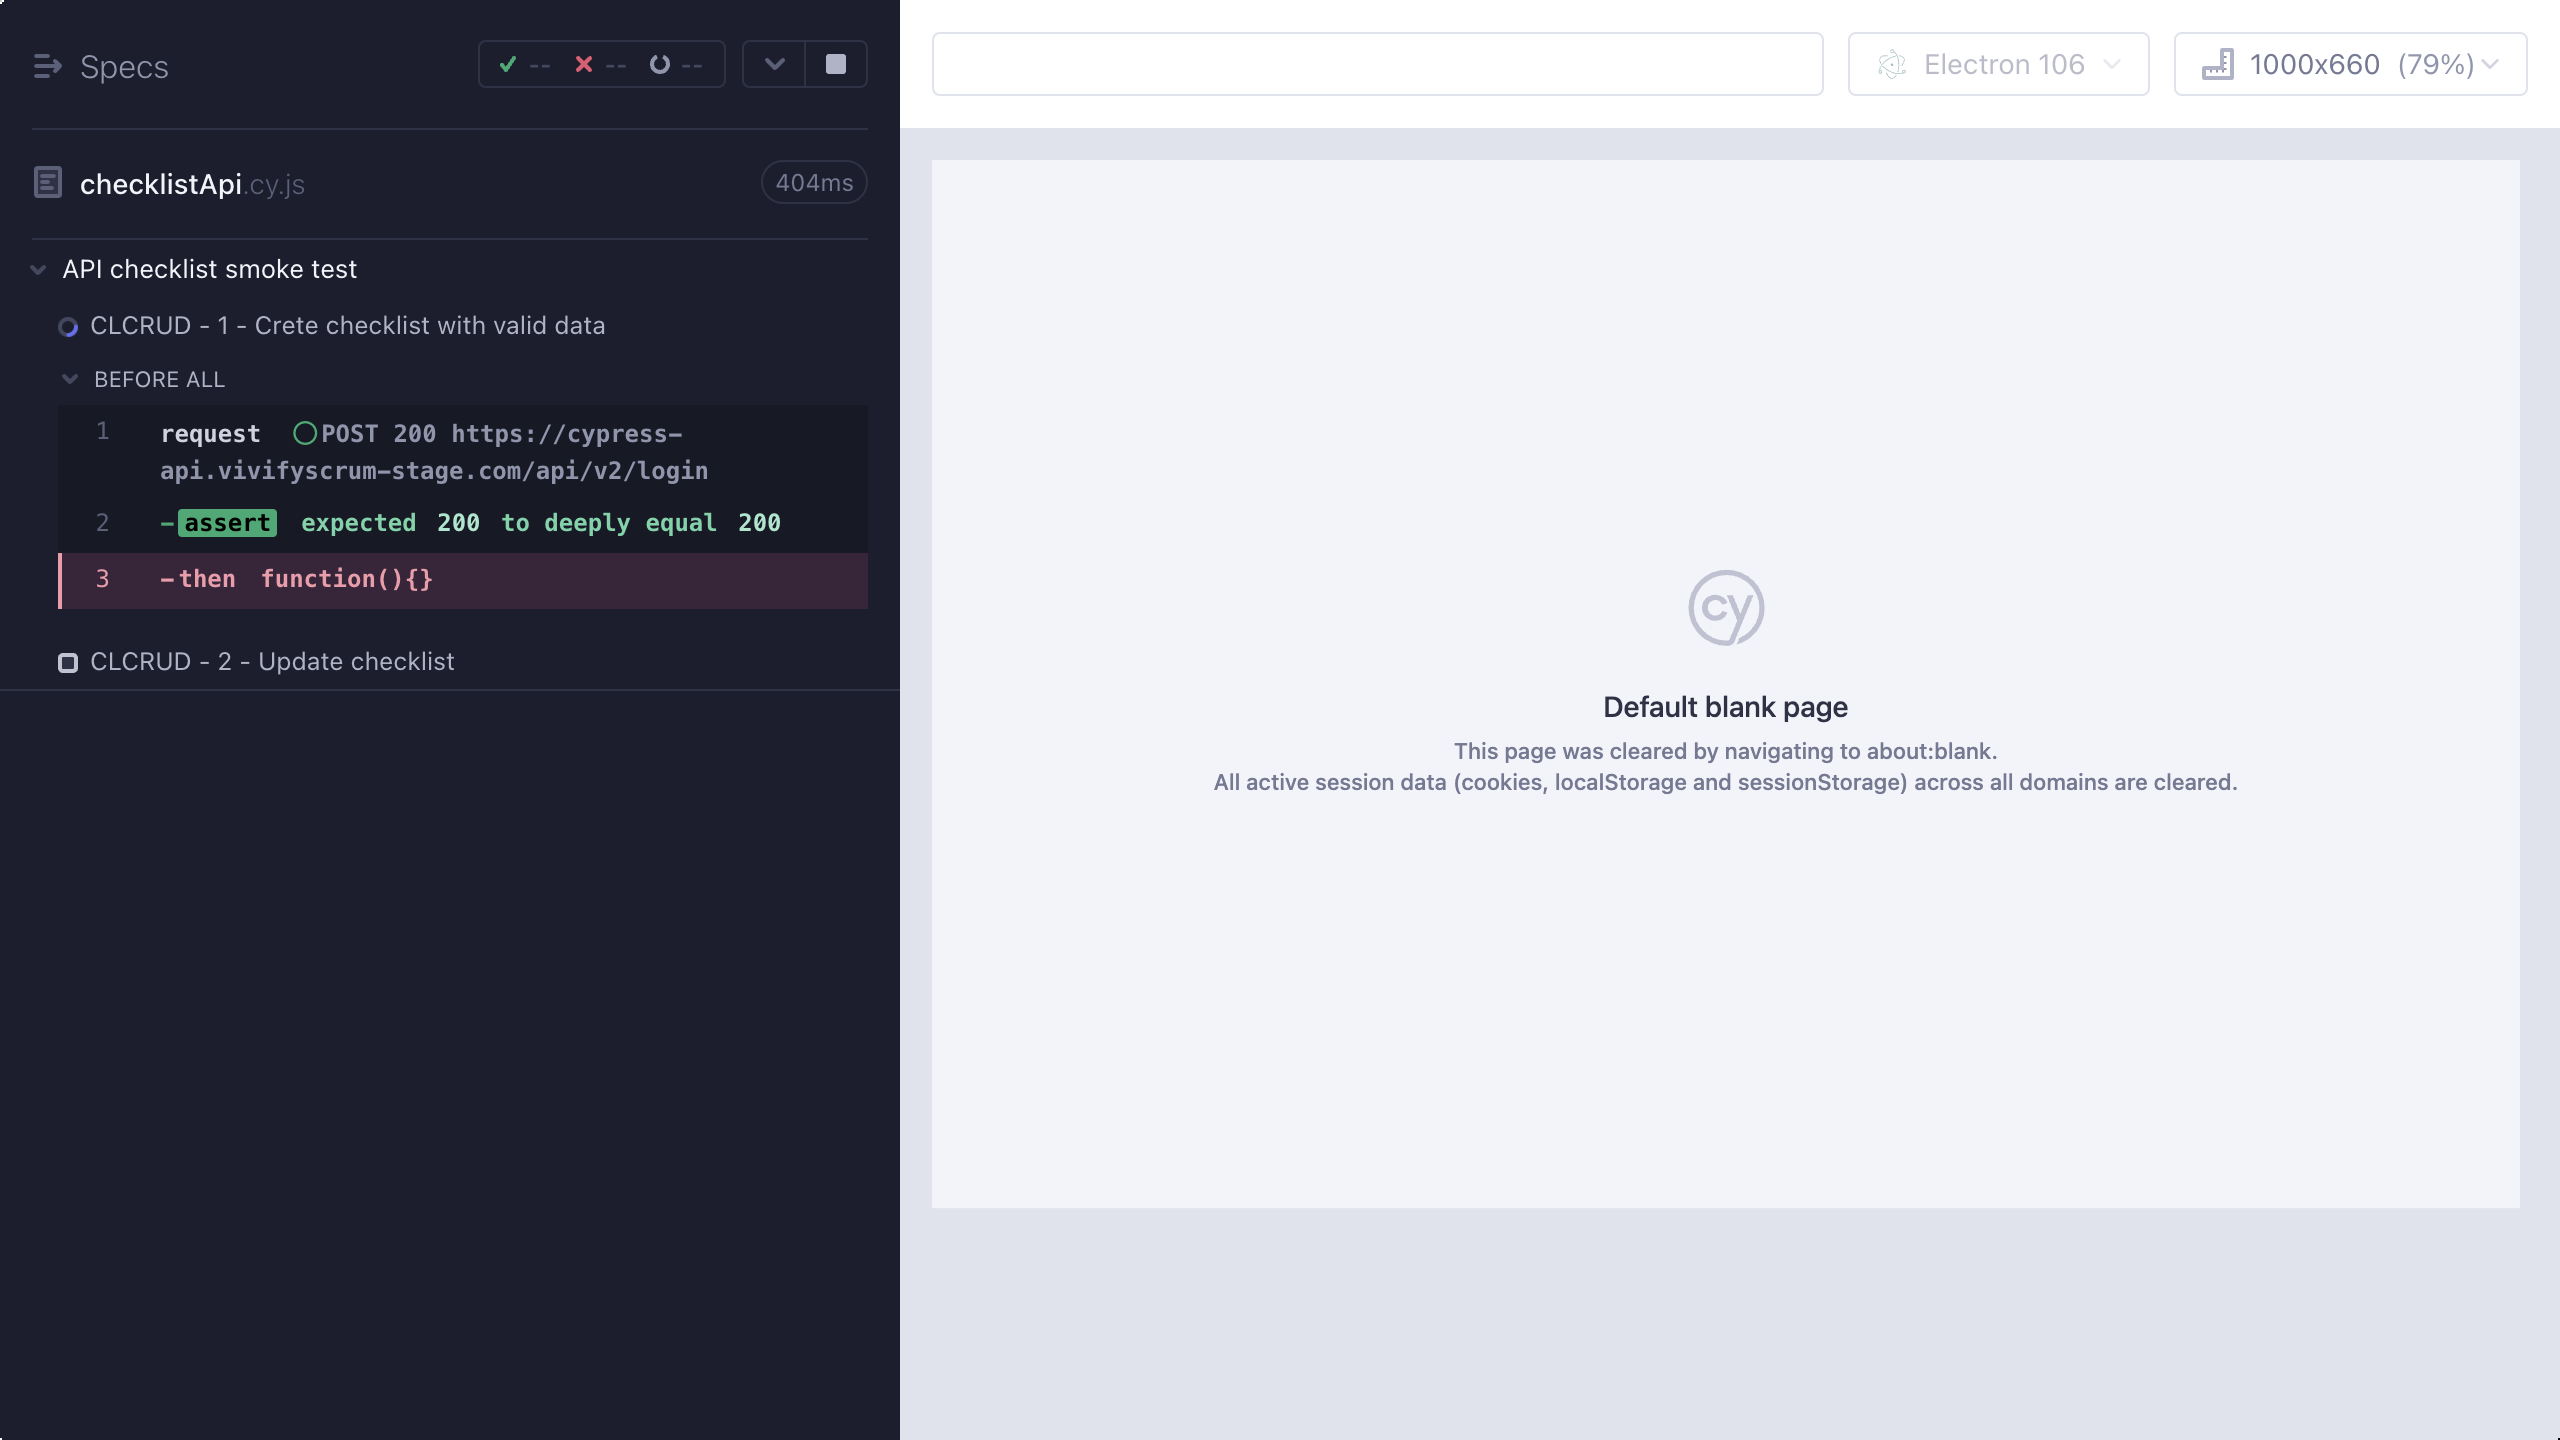 Specs
-- -- --
Electron 106
1000x660 (79%)
checklistApi.cy.js
404ms
API checklist smoke test
CLCRUD - 1 - Crete checklist with valid data
BEFORE ALL
1 request POST 200 https://cypress-
api.vivifyscrum-stage.com/api/v2/login
2 -assert expected 200 to deeply equal 200
3 -then function(){}
CLCRUD - 2 - Update checklist
cy
Default blank page
This page was cleared by navigating to about:blank.
All active session data (cookies, localStorage and sessionStorage) across all domains are cleared.